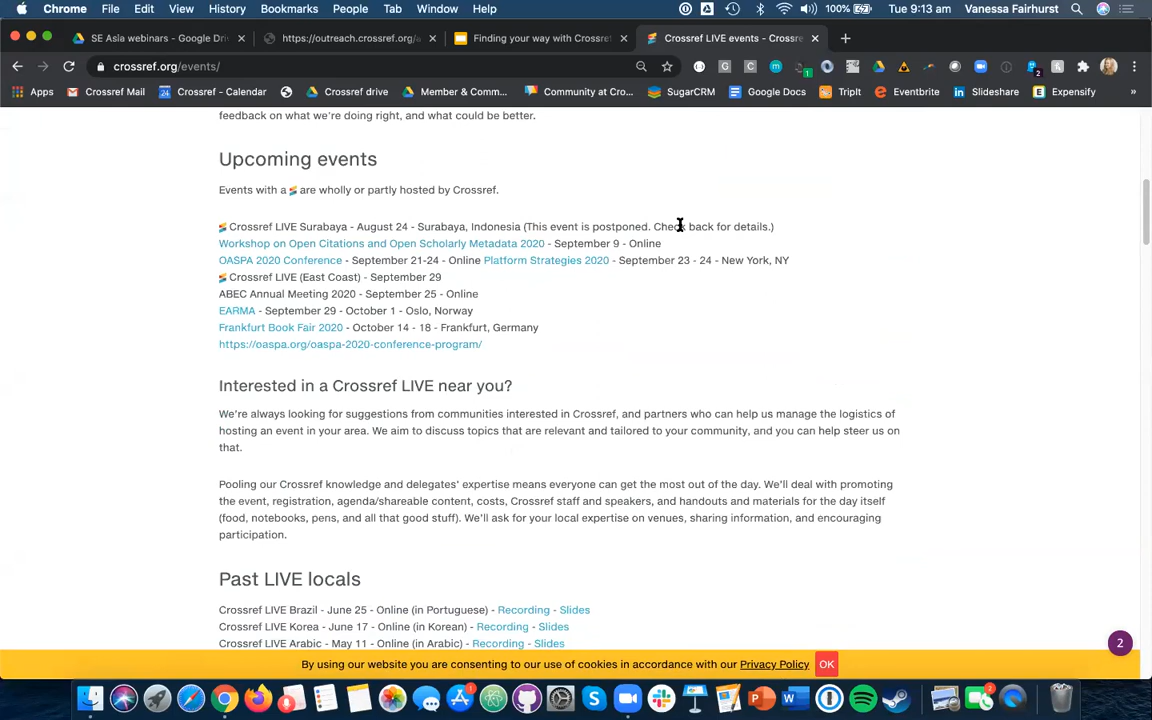 Chrome File Edit View History Bookmarks People Tab Window Help 100% Tue 9:13 am Vanessa Fairhurst
SE Asia webinars - Google Dri https://outreach.crossref.org/ Finding your way with Crossref Crossref LIVE events - Crossre
crossref.org/events/ 1 2
Apps Crossref Mail Crossref - Calendar Crossref drive Member & Comm... Community at Cro... SugarCRM Google Docs TripIt Eventbrite Slideshare Expensify »
feedback on what we're doing right, and what could be better.
Upcoming events
Events with a are wholly or partly hosted by Crossref.
Crossref LIVE Surabaya - August 24 - Surabaya, Indonesia (This event is postponed. Check back for details.)
Workshop on Open Citations and Open Scholarly Metadata 2020 - September 9 - Online
OASPA 2020 Conference - September 21-24 - Online Platform Strategies 2020 - September 23 - 24 - New York, NY
Crossref LIVE (East Coast) - September 29
ABEC Annual Meeting 2020 - September 25 - Online
EARMA - September 29 - October 1 - Oslo, Norway
Frankfurt Book Fair 2020 - October 14 - 18 - Frankfurt, Germany
https://oaspa.org/oaspa-2020-conference-program/
Interested in a Crossref LIVE near you?
We're always looking for suggestions from communities interested in Crossref, and partners who can help us manage the logistics of
hosting an event in your area. We aim to discuss topics that are relevant and tailored to your community, and you can help steer us on
that.
Pooling our Crossref knowledge and delegates' expertise means everyone can get the most out of the day. We'll deal with promoting
the event, registration, agenda/shareable content, costs, Crossref staff and speakers, and handouts and materials for the day itself
(food, notebooks, pens, and all that good stuff). We'll ask for your local expertise on venues, sharing information, and encouraging
participation.
Past LIVE locals
Crossref LIVE Brazil - June 25 - Online (in Portuguese) - Recording - Slides
Crossref LIVE Korea - June 17 - Online (in Korean) - Recording - Slides
Crossref LIVE Arabic - May 11 - Online (in Arabic) - Recording - Slides
2
By using our website you are consenting to our use of cookies in accordance with our Privacy Policy OK